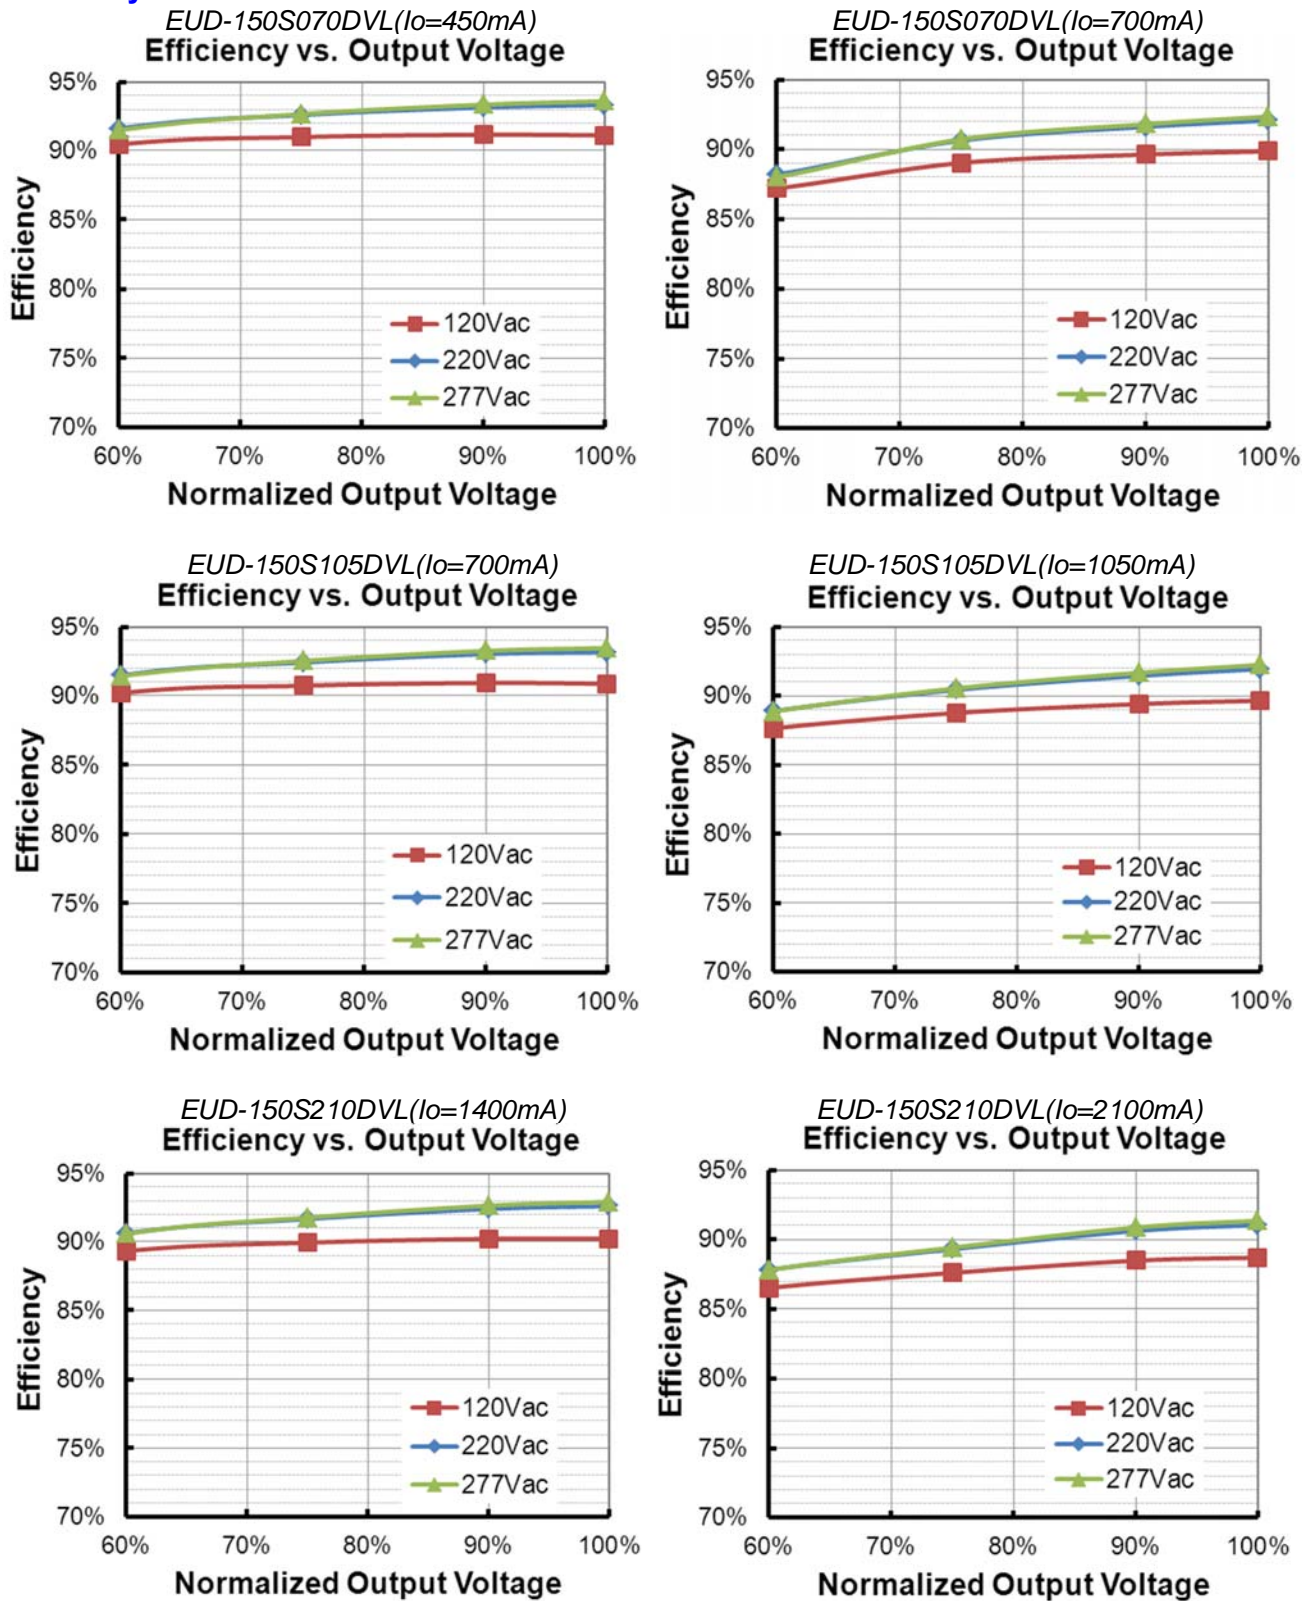 EUD-150S070DVL(Io=450mA)
Efficiency vs. Output Voltage
95%
90%
85%
80%
75%
70%
Efficiency
120Vac
220Vac
277Vac
60% 70% 80% 90% 100%
Normalized Output Voltage
EUD-150S070DVL(Io=700mA)
Efficiency vs. Output Voltage
95%
90%
85%
80%
75%
70%
Efficiency
120Vac
220Vac
277Vac
60% 70% 80% 90% 100%
Normalized Output Voltage
EUD-150S105DVL(Io=700mA)
Efficiency vs. Output Voltage
95%
90%
85%
80%
75%
70%
Efficiency
120Vac
220Vac
277Vac
60% 70% 80% 90% 100%
Normalized Output Voltage
EUD-150S105DVL(Io=1050mA)
Efficiency vs. Output Voltage
95%
90%
85%
80%
75%
70%
Efficiency
120Vac
220Vac
277Vac
60% 70% 80% 90% 100%
Normalized Output Voltage
EUD-150S210DVL(Io=1400mA)
Efficiency vs. Output Voltage
95%
90%
85%
80%
75%
70%
Efficiency
120Vac
220Vac
277Vac
60% 70% 80% 90% 100%
Normalized Output Voltage
EUD-150S210DVL(Io=2100mA)
Efficiency vs. Output Voltage
95%
90%
85%
80%
75%
70%
Efficiency
120Vac
220Vac
277Vac
60% 70% 80% 90% 100%
Normalized Output Voltage